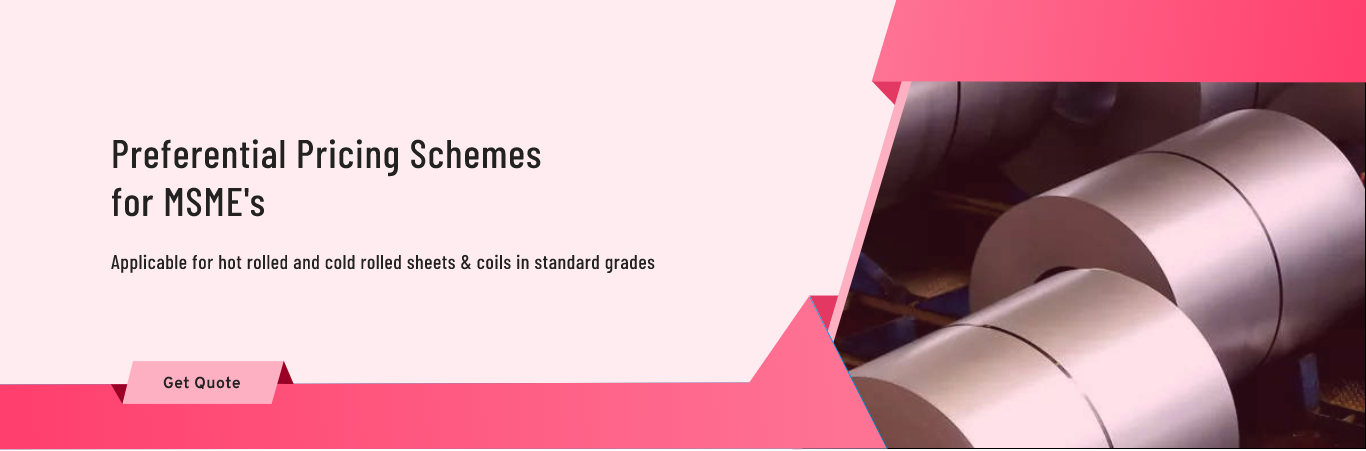 Preferential Pricing Schemes
for MSME's
Applicable for hot rolled and cold rolled sheets & coils in standard grades
Get Quote